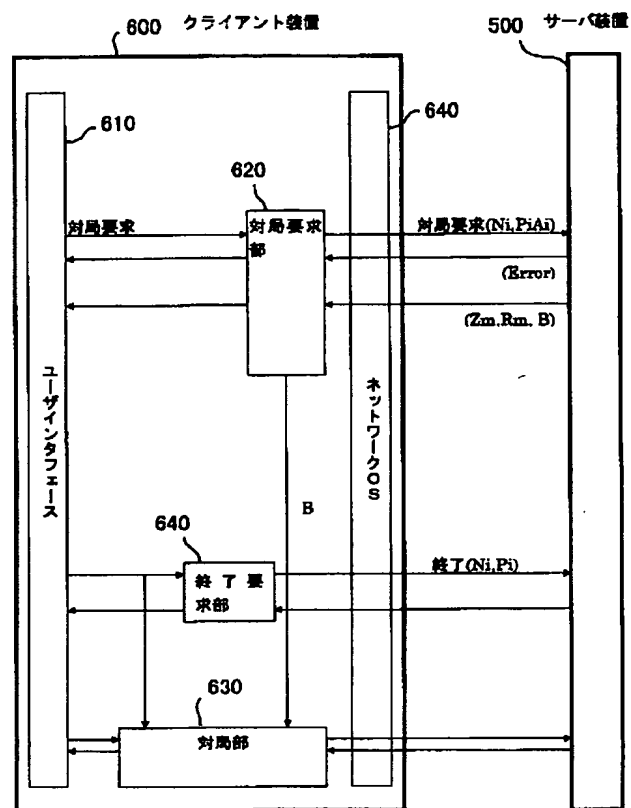 600 クライアント装置
500 サーバ装置
610
640
620
対局要求
対局要求
部
対局要求(Ni,PiAi)
(Error)
(Zm,Rm, B)
ユーザインタフェース
ネットワークOS
B
640
終了要
求部
終了(Ni,Pi)
630
対局部